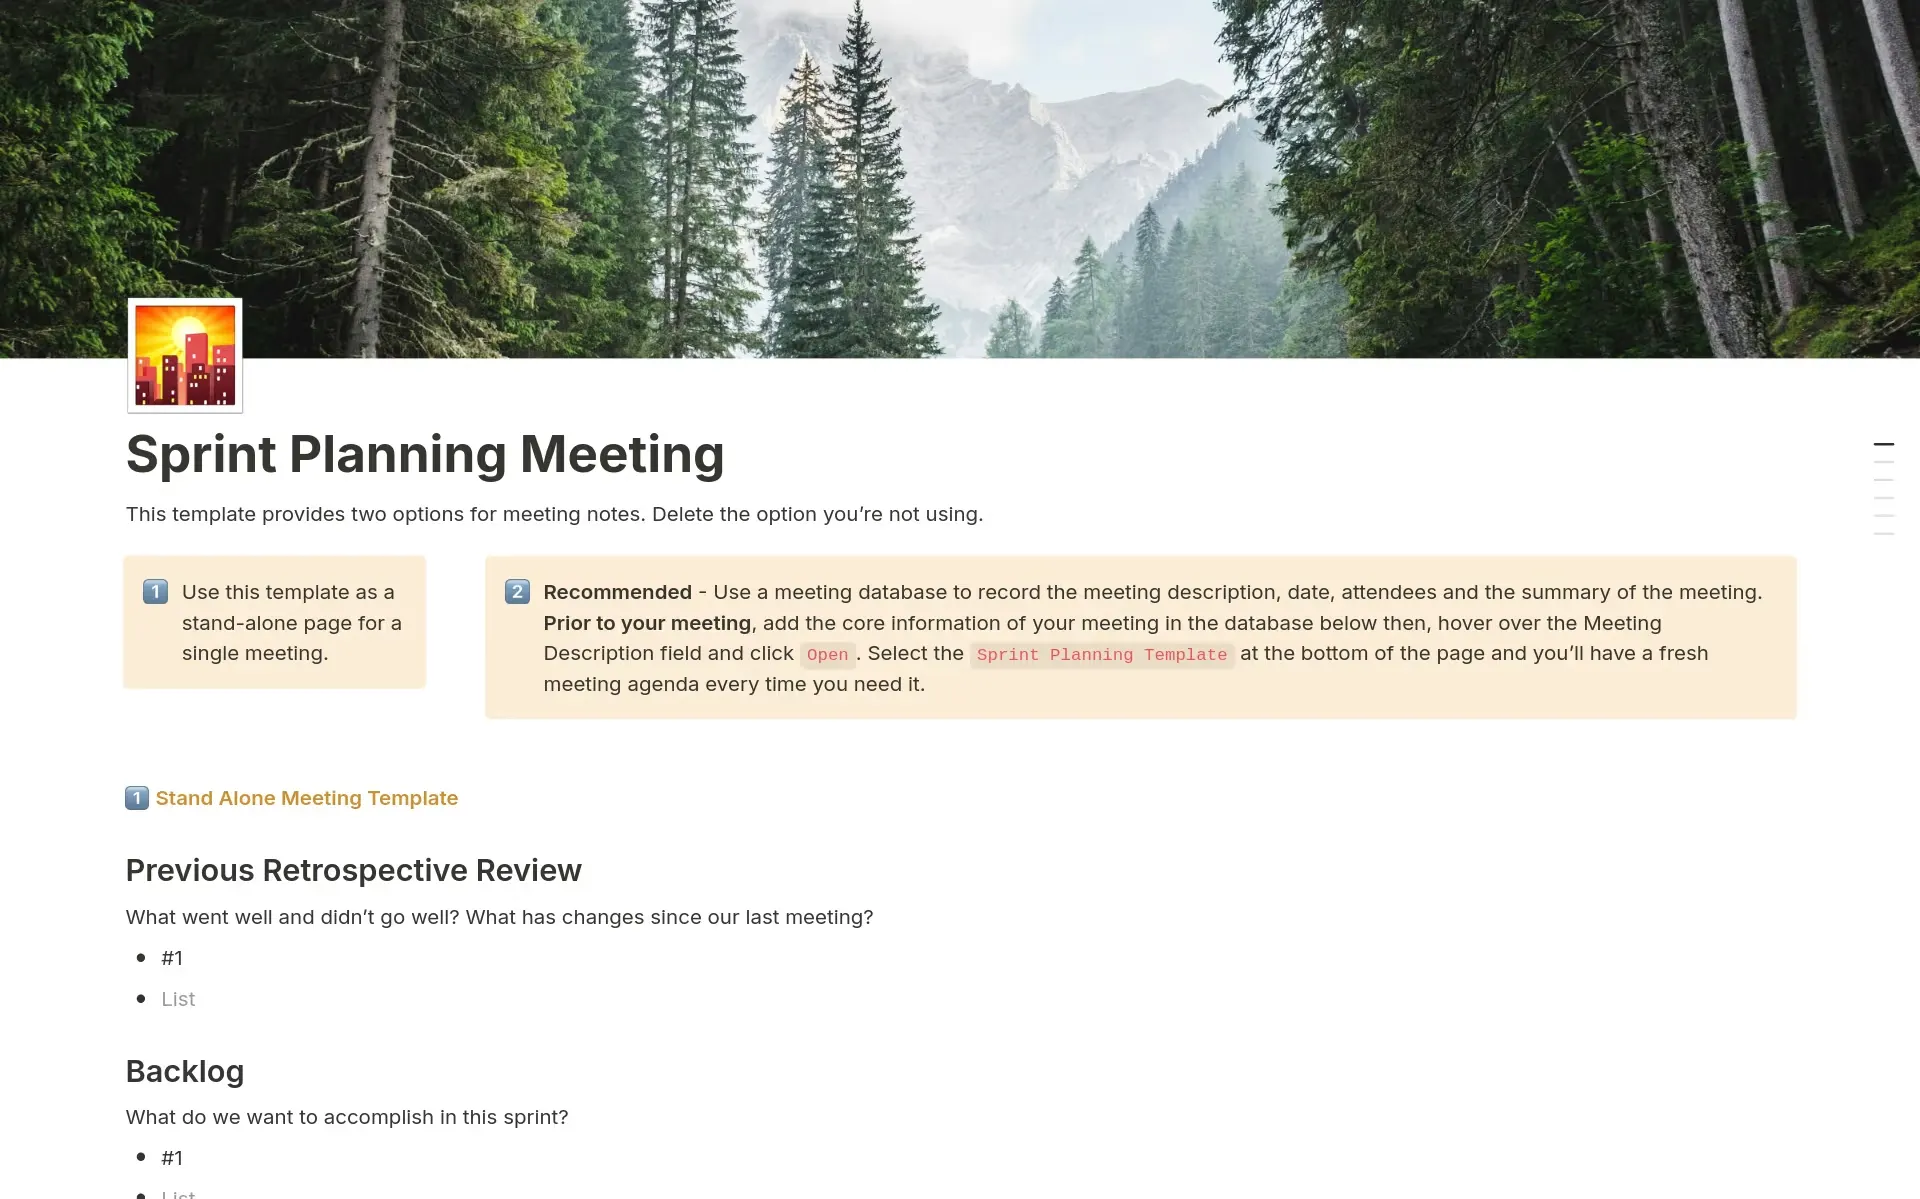 Sprint Planning Meeting
This template provides two options for meeting notes. Delete the option you’re not using.
1 Use this template as a
stand-alone page for a
single meeting.
2 Recommended - Use a meeting database to record the meeting description, date, attendees and the summary of the meeting.
Prior to your meeting, add the core information of your meeting in the database below then, hover over the Meeting
Description field and click Open. Select the Sprint Planning Template at the bottom of the page and you’ll have a fresh
meeting agenda every time you need it.
1 Stand Alone Meeting Template
Previous Retrospective Review
What went well and didn’t go well? What has changes since our last meeting?
• #1
• List
Backlog
What do we want to accomplish in this sprint?
• #1
• List